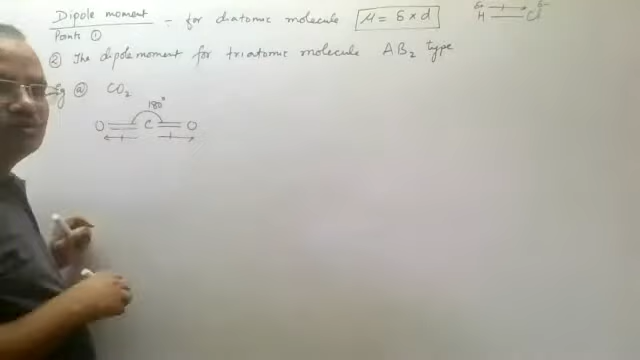 Dipole moment - for diatomic molecule μ = δ × d
δ+ δ-
H Cl
Points ①
② The dipole moment for triatomic molecule AB₂ type
Eg ⓐ CO₂
180°
O = C = O